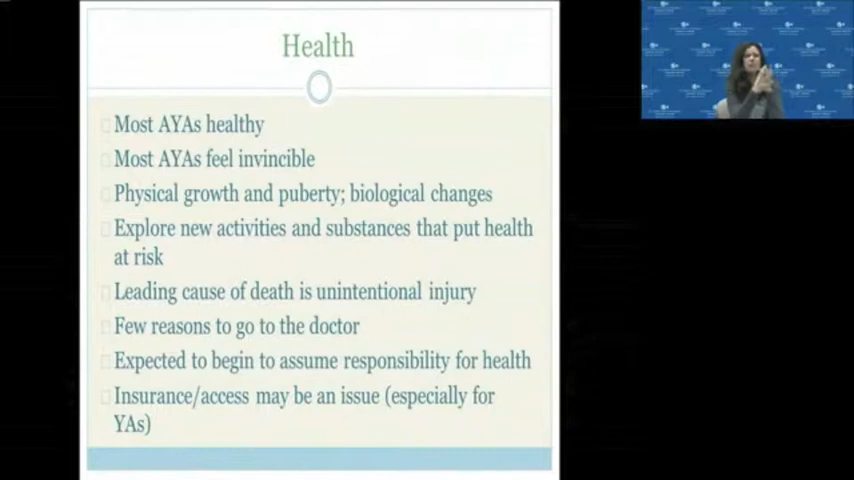 Health
Most AYAs healthy
Most AYAs feel invincible
Physical growth and puberty; biological changes
Explore new activities and substances that put health
at risk
Leading cause of death is unintentional injury
Few reasons to go to the doctor
Expected to begin to assume responsibility for health
Insurance/access may be an issue (especially for
YAs)